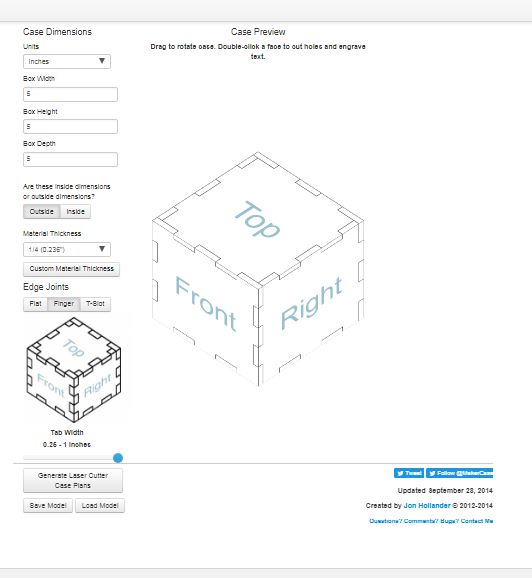 Case Dimensions
Units
Inches
Box Width
5
Box Height
5
Box Depth
5
Are these inside dimensions
or outside dimensions?
Outside Inside
Material Thickness
1/4 (0.236")
Custom Material Thickness
Edge Joints
Flat Finger T-Slot
Top
Front Right
Tab Width
0.25 - 1 Inches
Generate Laser Cutter
Case Plans
Save Model Load Model
Case Preview
Drag to rotate case. Double-click a face to cut holes and engrave
text.
Top
Front Right
Tweet Follow @MakerCase
Updated September 28, 2014
Created by Jon Hollander © 2012-2014
Questions? Comments? Bugs? Contact Me